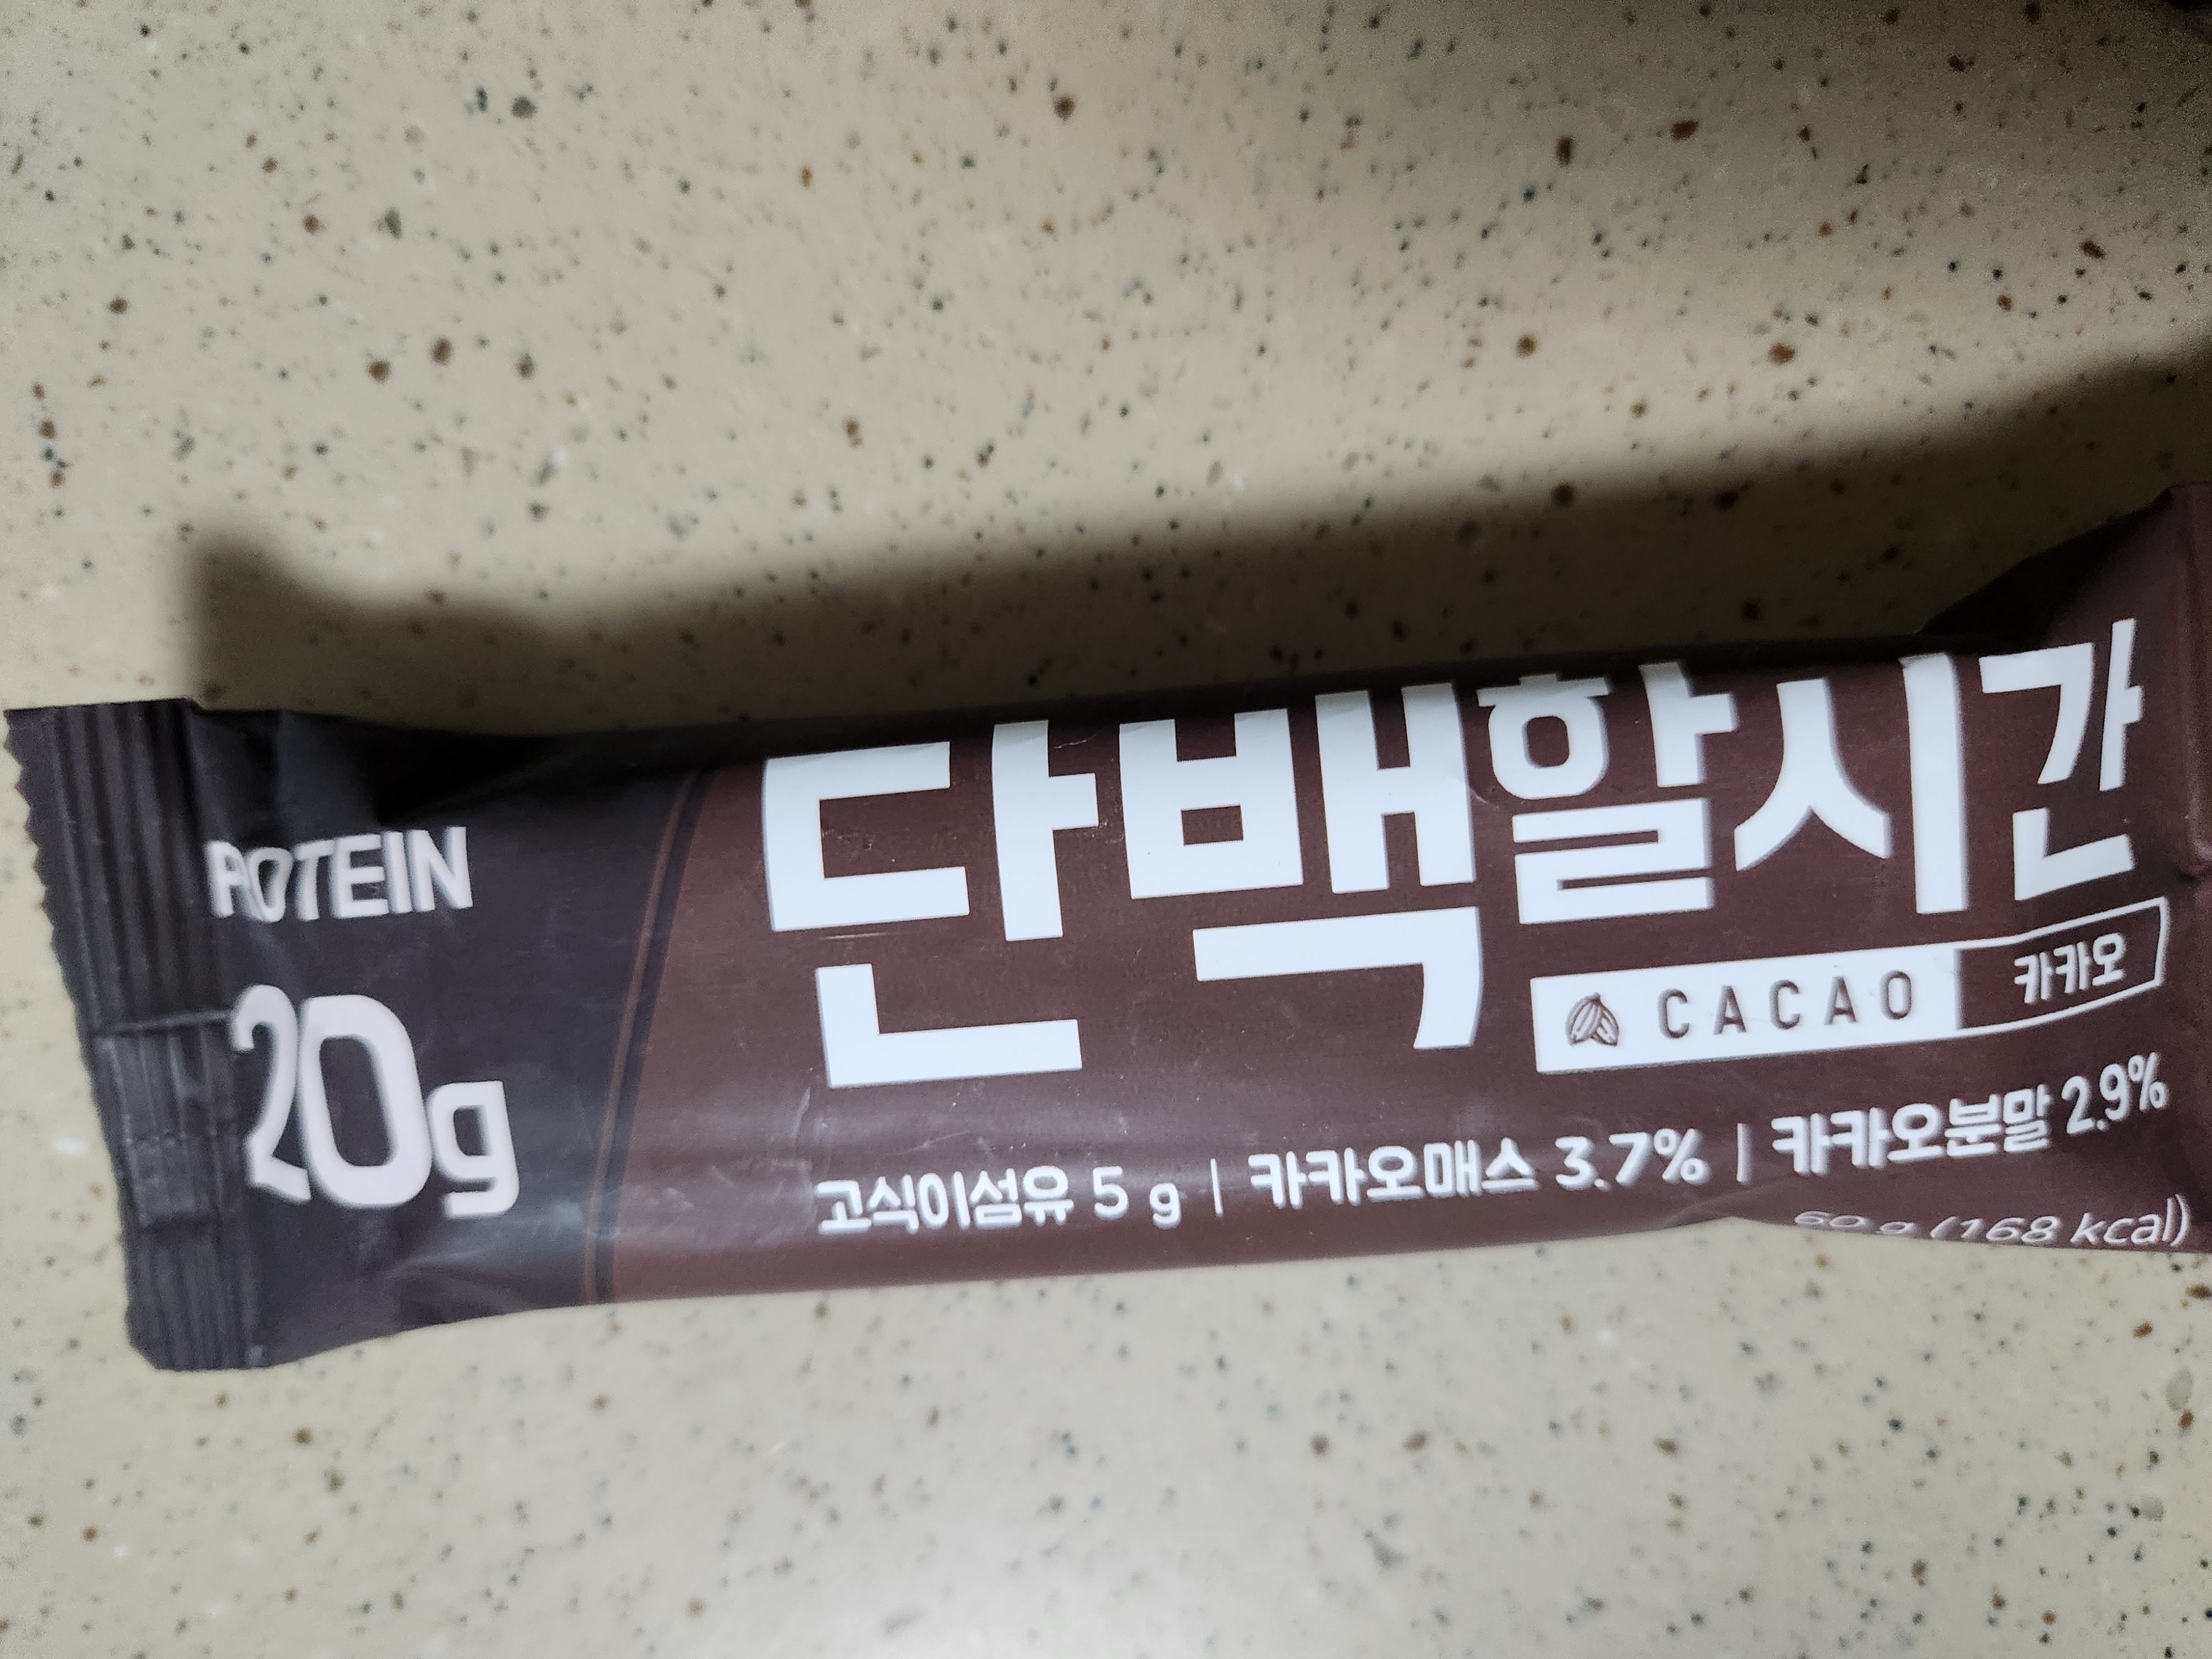 PROTEIN
20g
단백할시간
CACAO 카카오
고식이섬유 5 g | 카카오매스 3.7% | 카카오분말 2.9%
60 g (168 kcal)